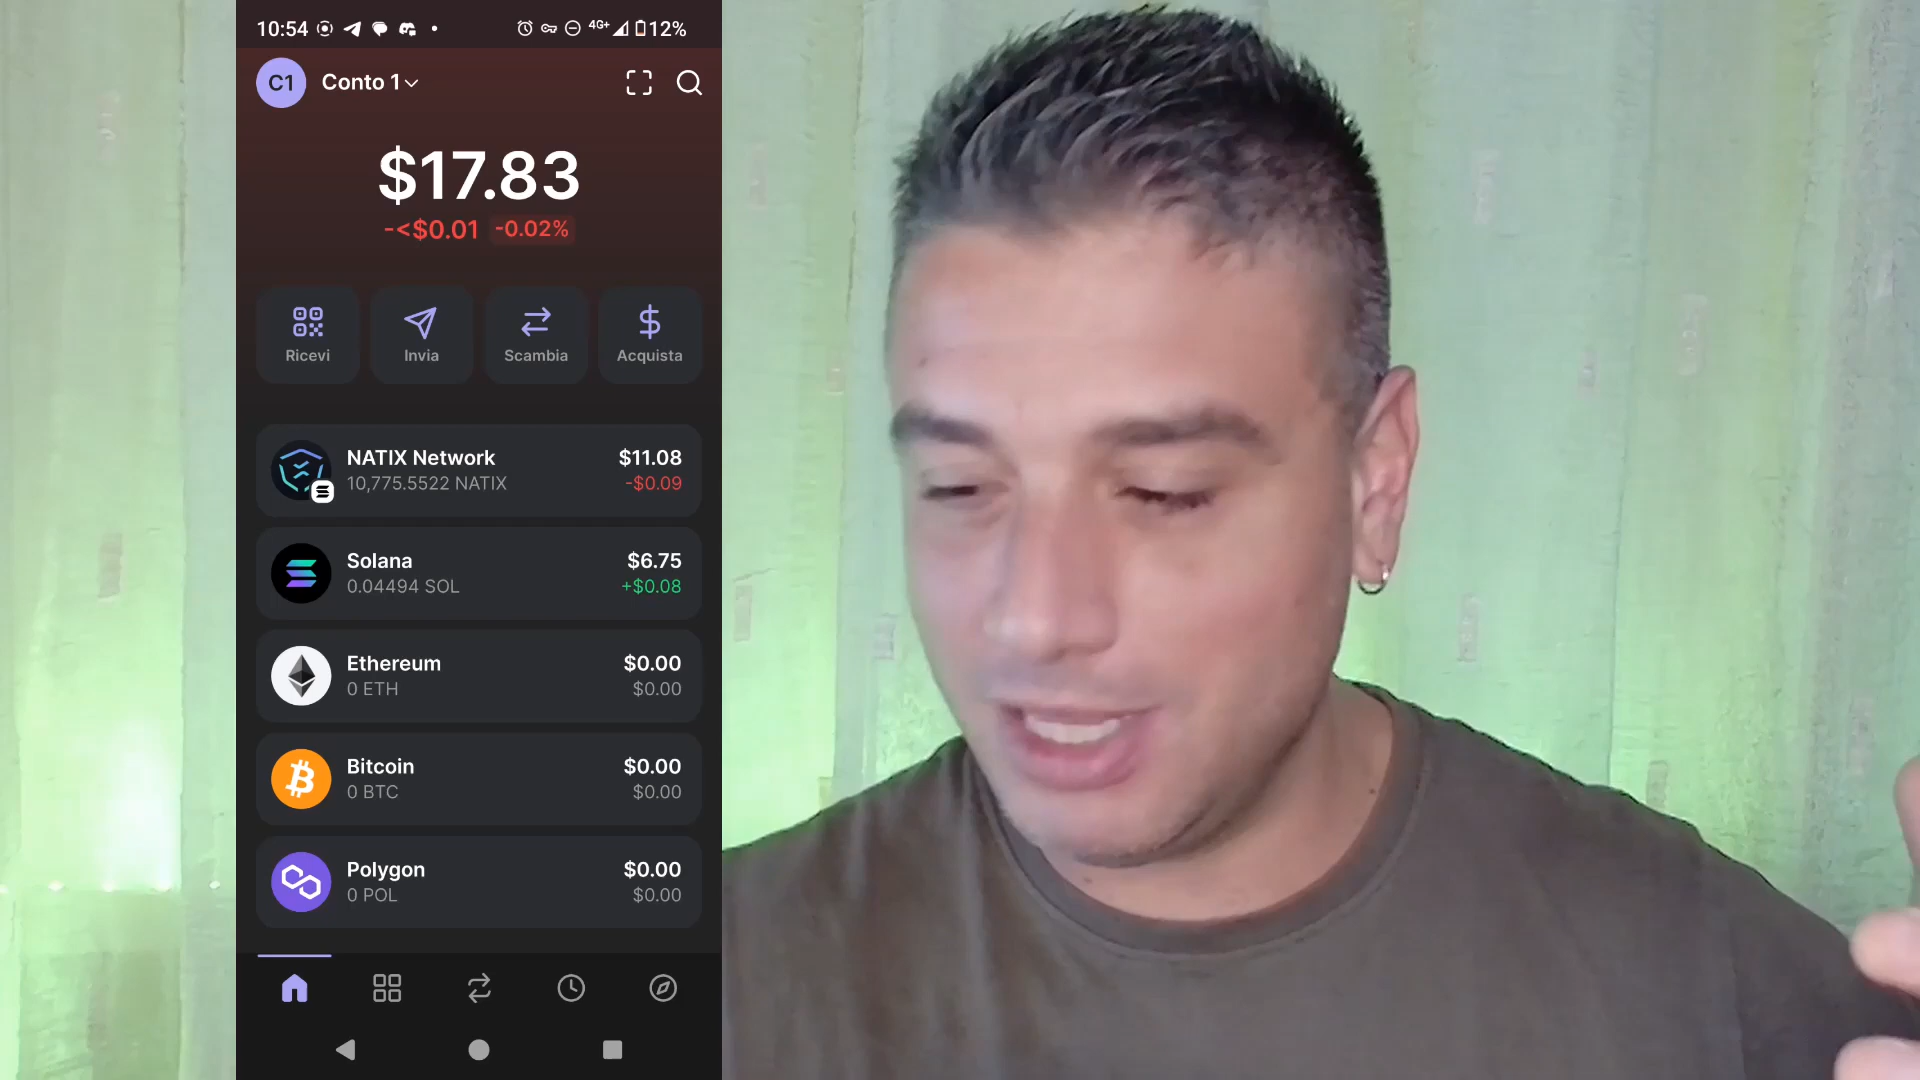 10:54 4G+ 12%
C1 Conto 1
$17.83
-<$0.01 -0.02%
Ricevi Invia Scambia Acquista
NATIX Network $11.08
10,775.5522 NATIX -$0.09
Solana $6.75
0.04494 SOL +$0.08
Ethereum $0.00
0 ETH $0.00
Bitcoin $0.00
0 BTC $0.00
Polygon $0.00
0 POL $0.00